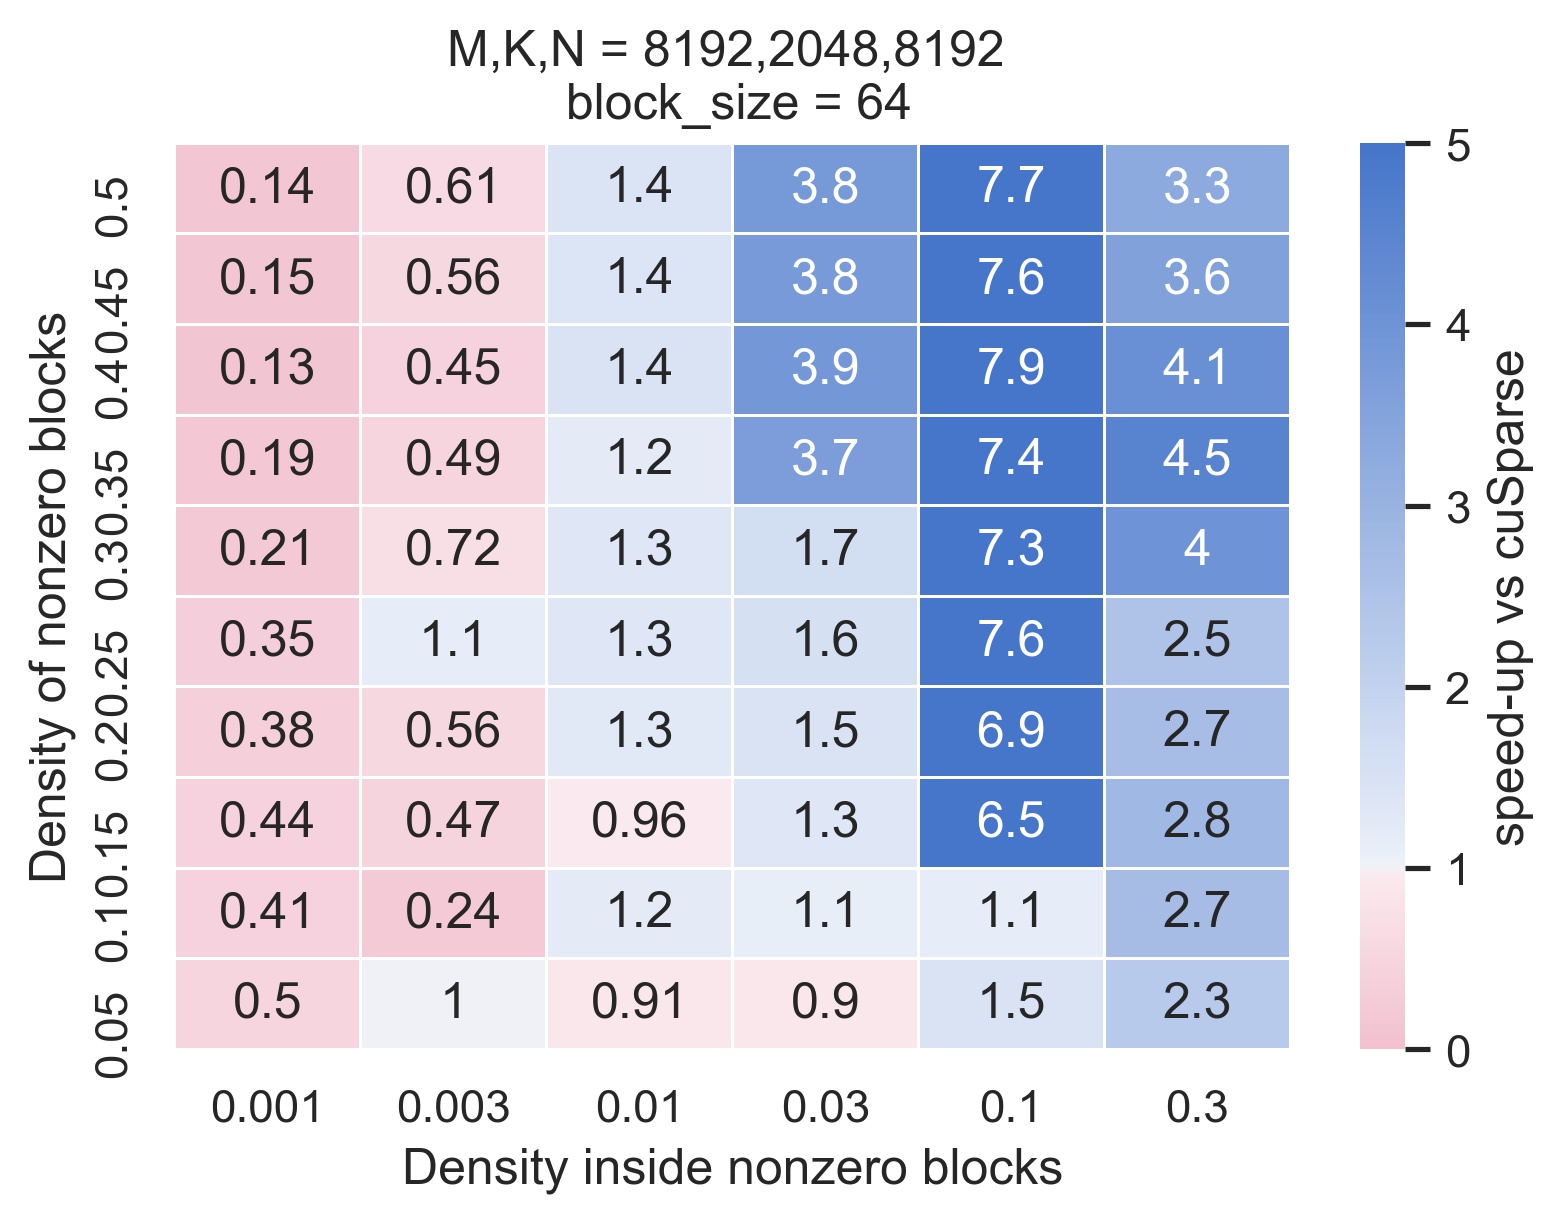 M,K,N = 8192,2048,8192
block_size = 64
Density of nonzero blocks
0.5 0.14 0.61 1.4 3.8 7.7 3.3
0.45 0.15 0.56 1.4 3.8 7.6 3.6
0.4 0.13 0.45 1.4 3.9 7.9 4.1
0.35 0.19 0.49 1.2 3.7 7.4 4.5
0.30 0.21 0.72 1.3 1.7 7.3 4
0.25 0.35 1.1 1.3 1.6 7.6 2.5
0.20 0.38 0.56 1.3 1.5 6.9 2.7
0.15 0.44 0.47 0.96 1.3 6.5 2.8
0.10 0.41 0.24 1.2 1.1 1.1 2.7
0.05 0.5 1 0.91 0.9 1.5 2.3
0.001 0.003 0.01 0.03 0.1 0.3
Density inside nonzero blocks
5
4
3
2
1
0
speed-up vs cuSparse